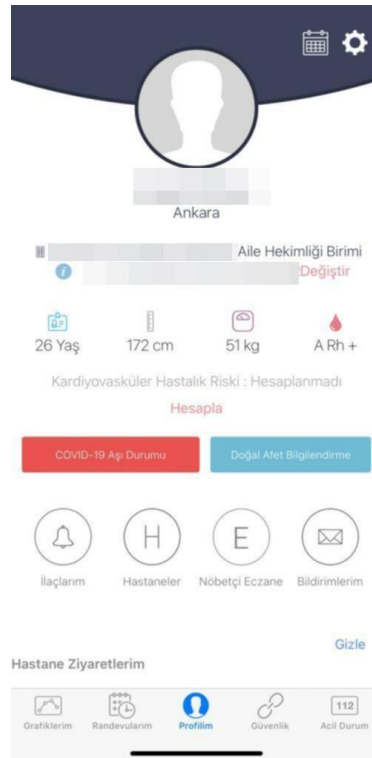 Ankara
Aile Hekimliği Birimi
Değiştir
26 Yaş 172 cm 51 kg A Rh +
Kardiyovasküler Hastalık Riski : Hesaplanmadı
Hesapla
COVID-19 Aşı Durumu Doğal Afet Bilgilendirme
H E
İlaçlarım Hastaneler Nöbetçi Eczane Bildirimlerim
Gizle
Hastane Ziyaretlerim
112
Grafiklerim Randevularım Profilim Güvenlik Acil Durum